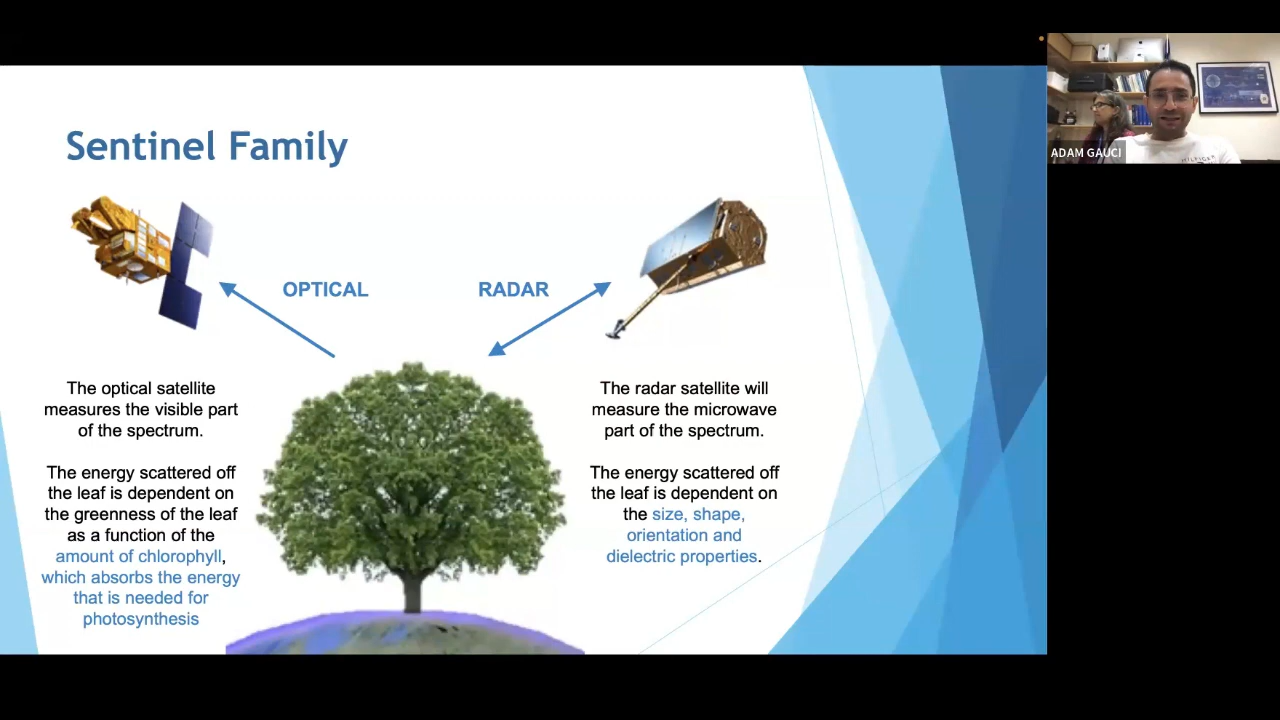 Sentinel Family
OPTICAL
RADAR
The optical satellite
measures the visible part
of the spectrum.
The energy scattered off
the leaf is dependent on
the greenness of the leaf
as a function of the
amount of chlorophyll,
which absorbs the energy
that is needed for
photosynthesis
The radar satellite will
measure the microwave
part of the spectrum.
The energy scattered off
the leaf is dependent on
the size, shape,
orientation and
dielectric properties.
ADAM GAUCI